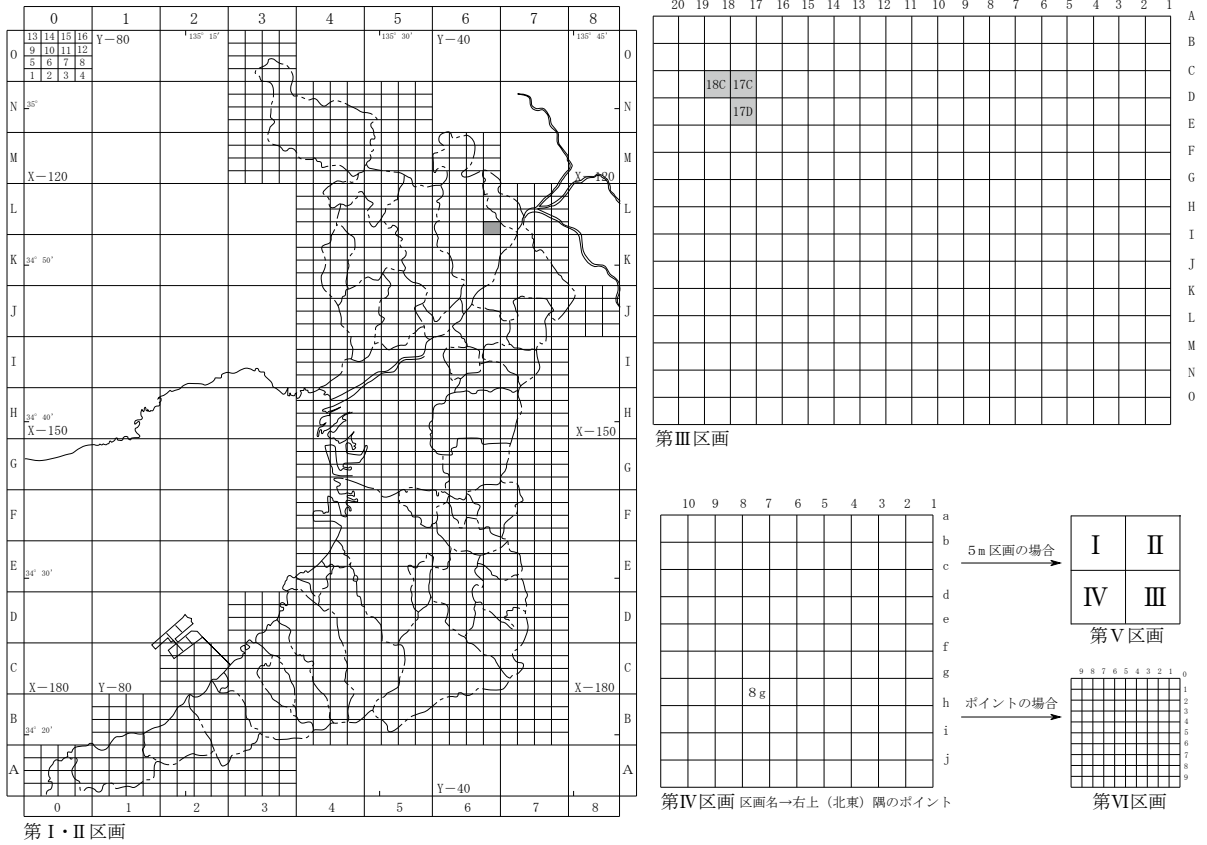 0 1 2 3 4 5 6 7 8
13 14 15 16
9 10 11 12
5 6 7 8
1 2 3 4
Y－80
135° 15′
135° 30′
Y－40
135° 45′
O O
N 35° N
M M
X－120 X－120
L L
K 34° 50′ K
J J
I I
H 34° 40′ H
X－150 X－150
G G
F F
E 34° 30′ E
D D
C C
X－180 Y－80 X－180
B 34° 20′ B
A A
Y－40
0 1 2 3 4 5 6 7 8
第Ⅰ・Ⅱ区画
20 19 18 17 16 15 14 13 12 11 10 9 8 7 6 5 4 3 2 1
A
B
C
18C 17C
D
17D
E
F
G
H
I
J
K
L
M
N
O
第Ⅲ区画
10 9 8 7 6 5 4 3 2 1
a
b
c
d
e
f
g
8g
h
i
j
第Ⅳ区画 区画名→右上（北東）隅のポイント
5m区画の場合
Ⅰ Ⅱ
Ⅳ Ⅲ
第Ⅴ区画
ポイントの場合
9 8 7 6 5 4 3 2 1 0
1
2
3
4
5
6
7
8
9
第Ⅵ区画